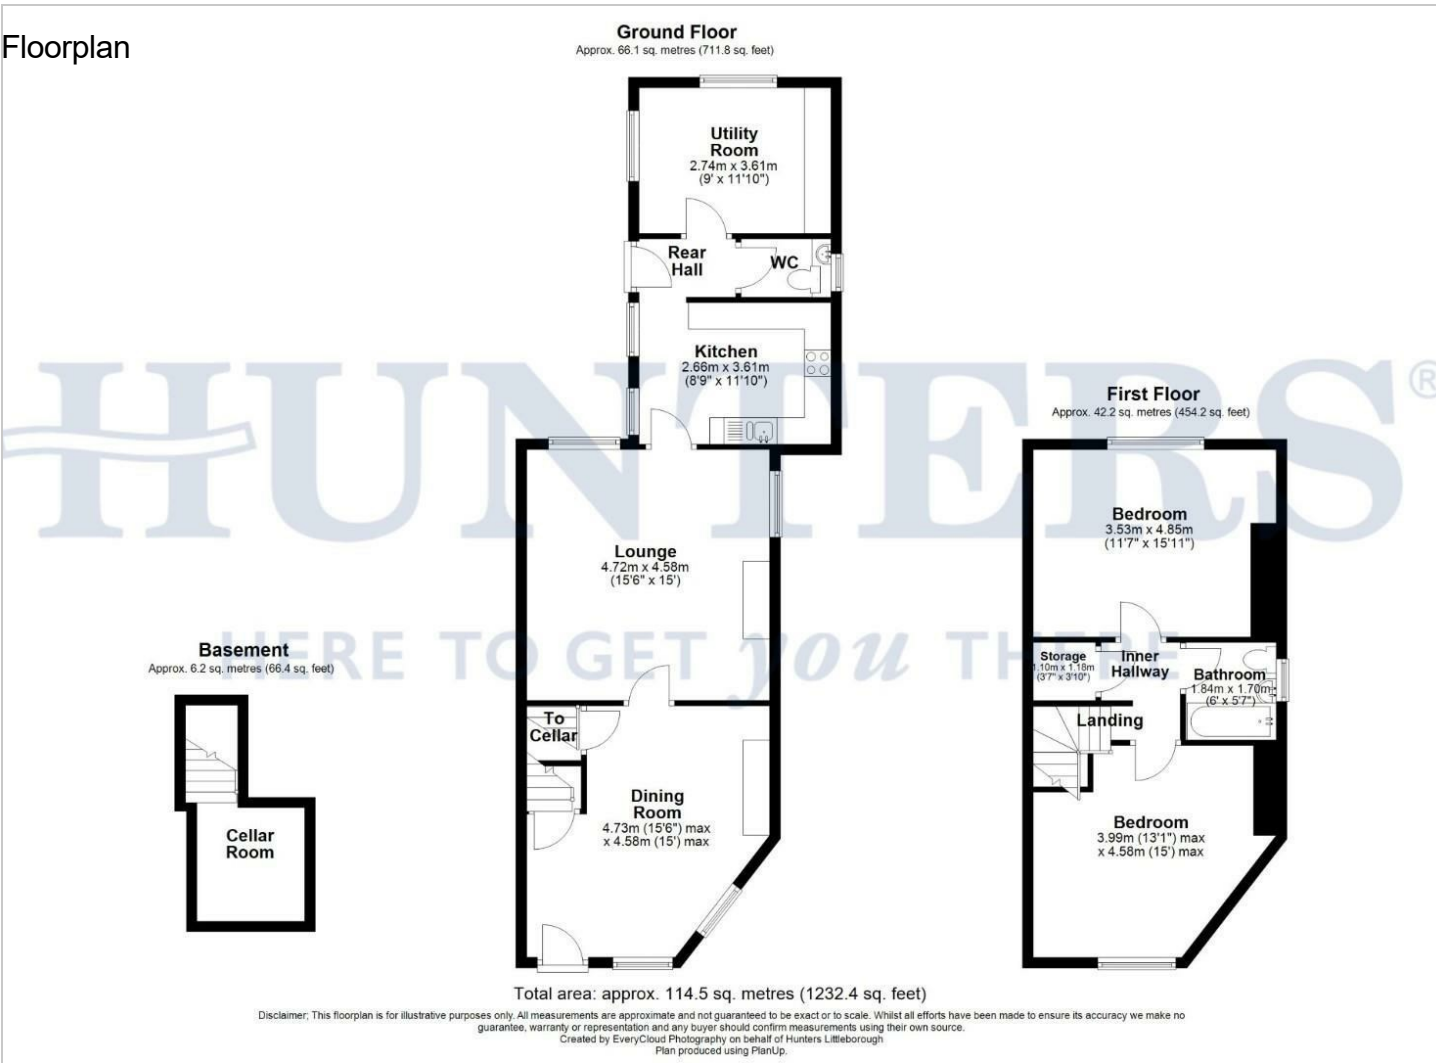 Floorplan
Ground Floor
Approx. 66.1 sq. metres (711.8 sq. feet)
Utility
Room
2.74m x 3.61m
(9' x 11'10")
Rear
Hall
WC
Kitchen
2.66m x 3.61m
(8'9" x 11'10")
HUNTERS®
HERE TO GET you THERE
Lounge
4.72m x 4.58m
(15'6" x 15')
To
Cellar
Dining
Room
4.73m (15'6") max
x 4.58m (15') max
First Floor
Approx. 42.2 sq. metres (454.2 sq. feet)
Bedroom
3.53m x 4.85m
(11'7" x 15'11")
Storage
1.10m x 1.18m
(3'7" x 3'10")
Inner
Hallway
Bathroom
1.84m x 1.70m
(6' x 5'7")
Landing
Bedroom
3.99m (13'1") max
x 4.58m (15') max
Basement
Approx. 6.2 sq. metres (66.4 sq. feet)
Cellar
Room
Total area: approx. 114.5 sq. metres (1232.4 sq. feet)
Disclaimer; This floorplan is for illustrative purposes only. All measurements are approximate and not guaranteed to be exact or to scale. Whilst all efforts have been made to ensure its accuracy we make no
guarantee, warranty or representation and any buyer should confirm measurements using their own source.
Created by EveryCloud Photography on behalf of Hunters Littleborough
Plan produced using PlanUp.